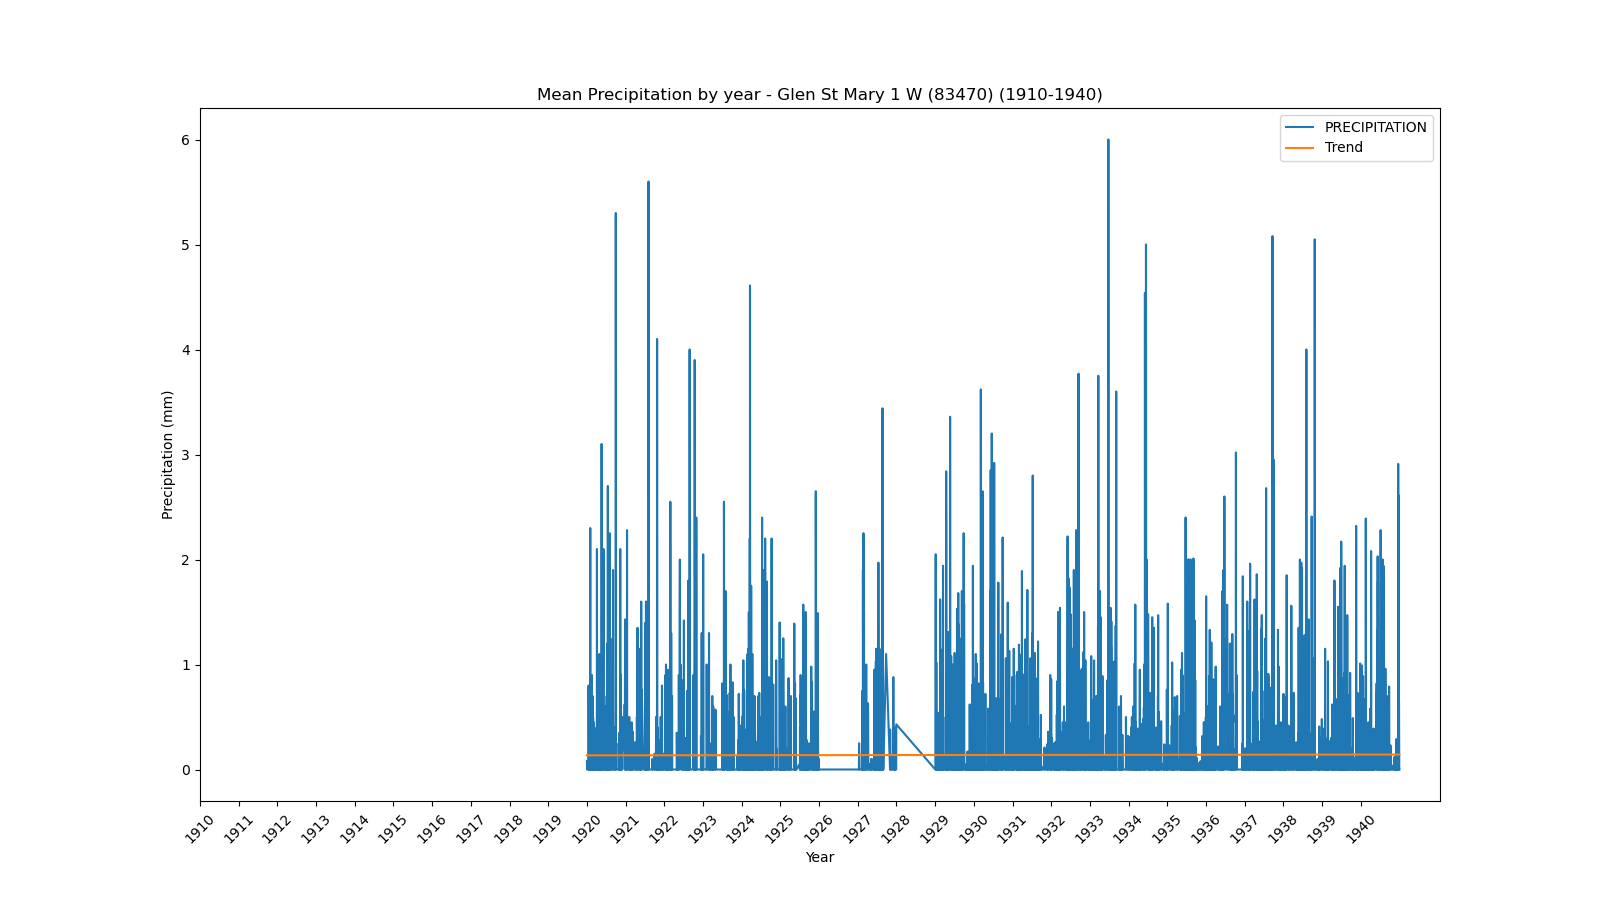 Mean Precipitation by year - Glen St Mary 1 W (83470) (1910-1940)
PRECIPITATION
Trend
6
5
4
3
2
1
0
Precipitation (mm)
1910 1911 1912 1913 1914 1915 1916 1917 1918 1919 1920 1921 1922 1923 1924 1925 1926 1927 1928 1929 1930 1931 1932 1933 1934 1935 1936 1937 1938 1939 1940
Year